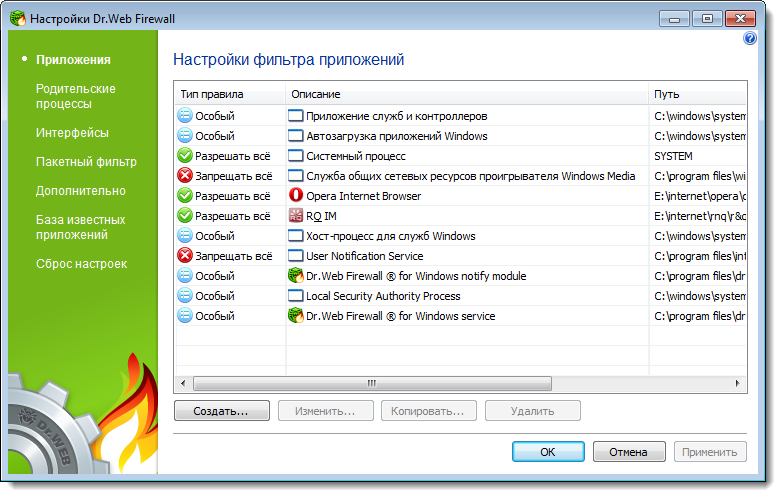 Настройки Dr.Web Firewall
Приложения
Родительские
процессы
Интерфейсы
Пакетный фильтр
Дополнительно
База известных
приложений
Сброс настроек
Dr.WEB
Настройки фильтра приложений
Тип правила Описание Путь
Особый Приложение служб и контроллеров C:\windows\system
Особый Автозагрузка приложений Windows C:\windows\system
Разрешать всё Системный процесс SYSTEM
Запрещать всё Служба общих сетевых ресурсов проигрывателя Windows Media C:\program files\wi
Разрешать всё Opera Internet Browser E:\internet\opera\o
Разрешать всё RQ IM E:\internet\rnq\r&q
Особый Хост-процесс для служб Windows C:\windows\system
Запрещать всё User Notification Service C:\program files\int
Особый Dr.Web Firewall ® for Windows notify module C:\program files\dr
Особый Local Security Authority Process C:\windows\system
Особый Dr.Web Firewall ® for Windows service C:\program files\dr
Создать... Изменить... Копировать... Удалить
OK Отмена Применить